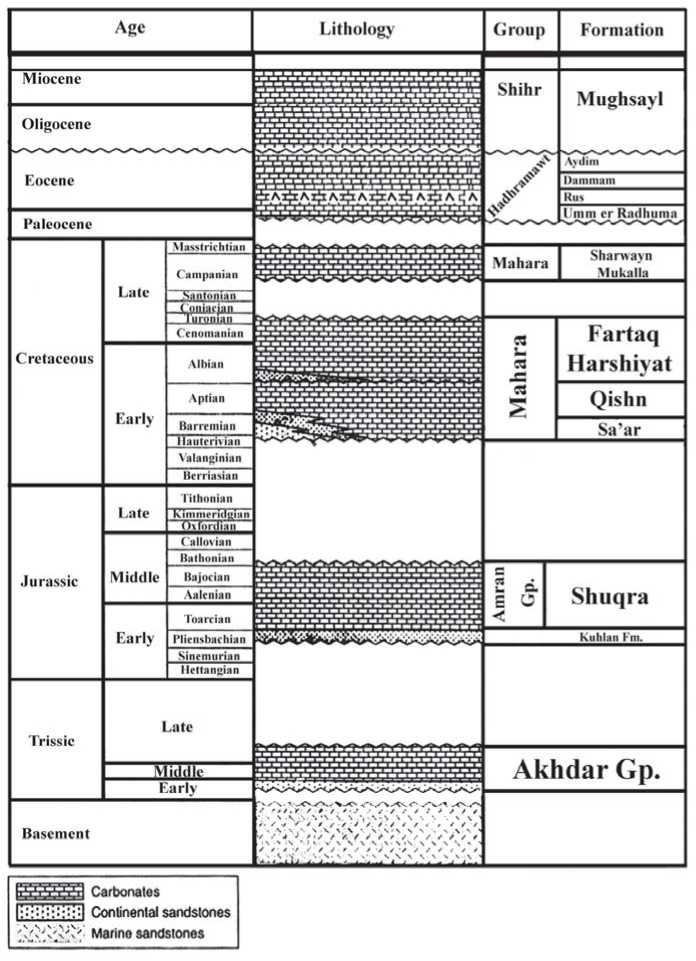 Age Lithology Group Formation
Miocene Shihr Mughsayl
Oligocene
Eocene Hadhramawt Aydim
Dammam
Rus
Umm er Radhuma
Paleocene
Cretaceous
Late
Masstrichtian
Campanian
Santonian
Coniacian
Turonian
Cenomanian
Mahara
Sharwayn
Mukalla
Early
Albian
Aptian
Barremian
Hauterivian
Valanginian
Berriasian
Mahara
Fartaq
Harshiyat
Qishn
Sa'ar
Jurassic
Late
Tithonian
Kimmeridgian
Oxfordian
Middle
Callovian
Bathonian
Bajocian
Aalenian
Amran
Gp.
Shuqra
Early
Toarcian
Pliensbachian
Sinemurian
Hettangian
Kuhlan Fm.
Trissic
Late
Middle
Early
Akhdar Gp.
Basement
Carbonates
Continental sandstones
Marine sandstones